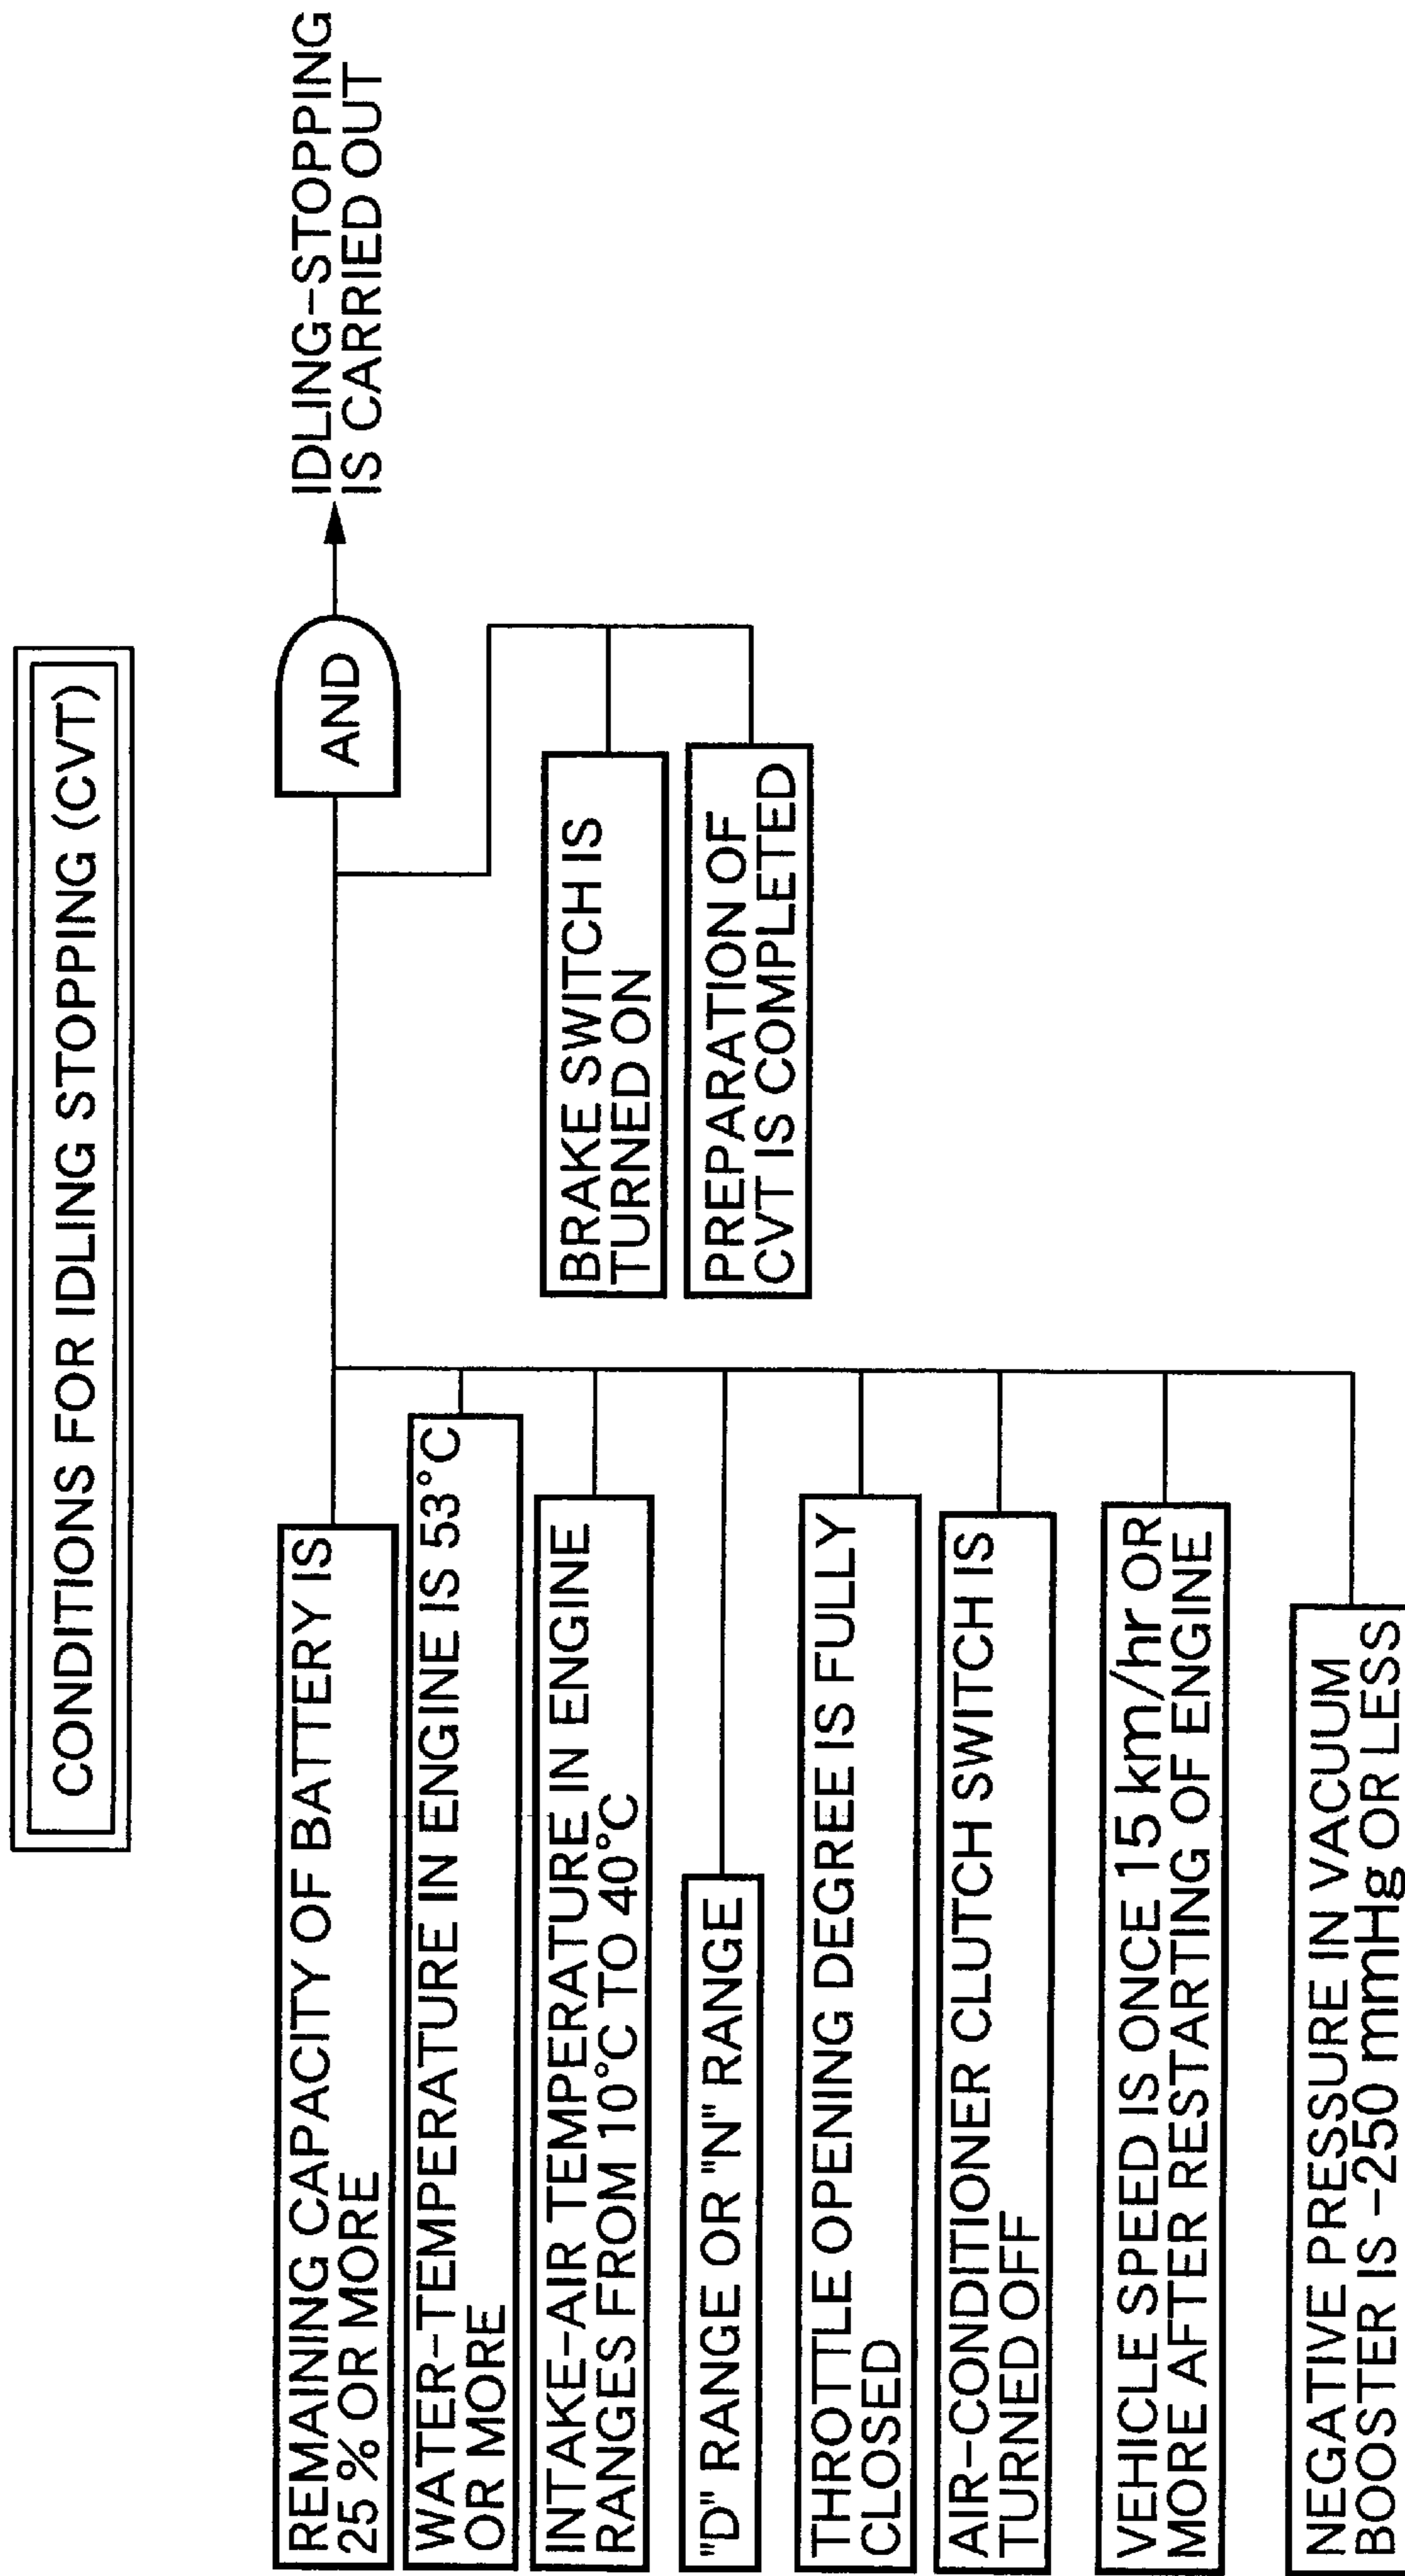 CONDITIONS FOR IDLING STOPPING (CVT)
REMAINING CAPACITY OF BATTERY IS
25 % OR MORE
WATER-TEMPERATURE IN ENGINE IS 53°C
OR MORE
INTAKE-AIR TEMPERATURE IN ENGINE
RANGES FROM 10°C TO 40°C
"D" RANGE OR "N" RANGE
THROTTLE OPENING DEGREE IS FULLY
CLOSED
AIR-CONDITIONER CLUTCH SWITCH IS
TURNED OFF
VEHICLE SPEED IS ONCE 15 km/hr OR
MORE AFTER RESTARTING OF ENGINE
NEGATIVE PRESSURE IN VACUUM
BOOSTER IS -250 mmHg OR LESS
BRAKE SWITCH IS
TURNED ON
PREPARATION OF
CVT IS COMPLETED
AND
IDLING-STOPPING
IS CARRIED OUT